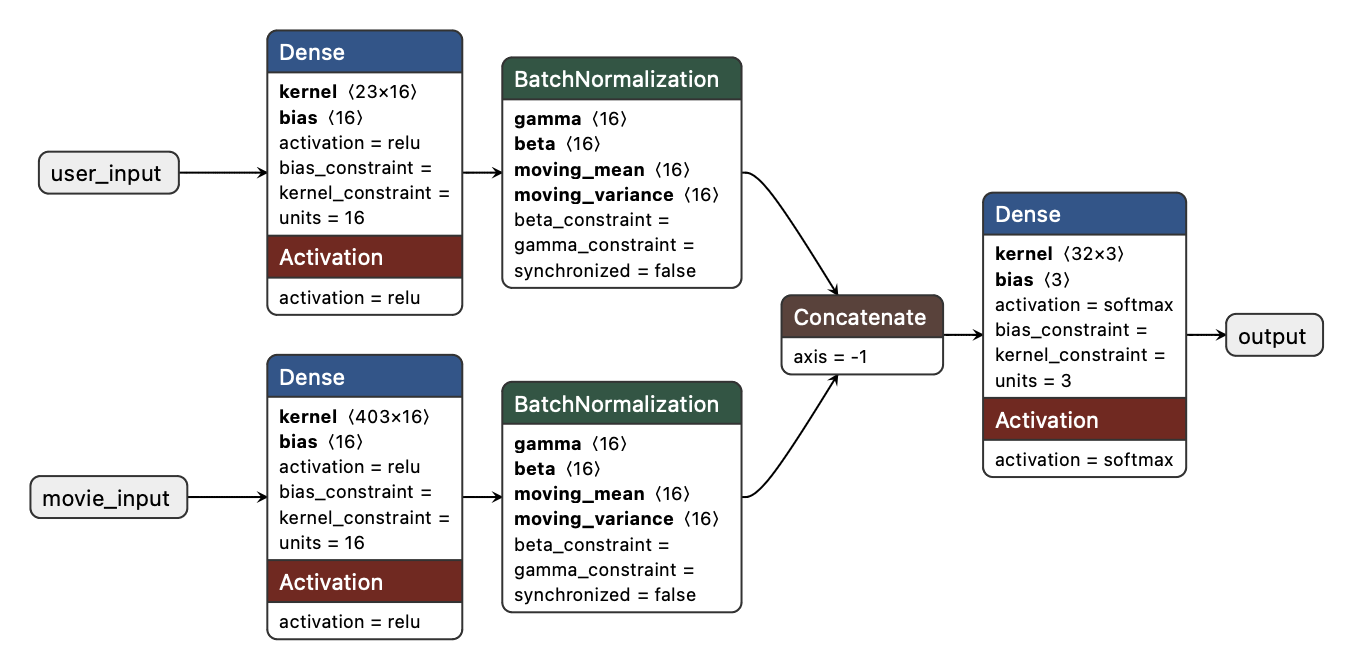 user_input
Dense
kernel ⟨23×16⟩
bias ⟨16⟩
activation = relu
bias_constraint =
kernel_constraint =
units = 16
Activation
activation = relu
BatchNormalization
gamma ⟨16⟩
beta ⟨16⟩
moving_mean ⟨16⟩
moving_variance ⟨16⟩
beta_constraint =
gamma_constraint =
synchronized = false
movie_input
Dense
kernel ⟨403×16⟩
bias ⟨16⟩
activation = relu
bias_constraint =
kernel_constraint =
units = 16
Activation
activation = relu
BatchNormalization
gamma ⟨16⟩
beta ⟨16⟩
moving_mean ⟨16⟩
moving_variance ⟨16⟩
beta_constraint =
gamma_constraint =
synchronized = false
Concatenate
axis = -1
Dense
kernel ⟨32×3⟩
bias ⟨3⟩
activation = softmax
bias_constraint =
kernel_constraint =
units = 3
Activation
activation = softmax
output